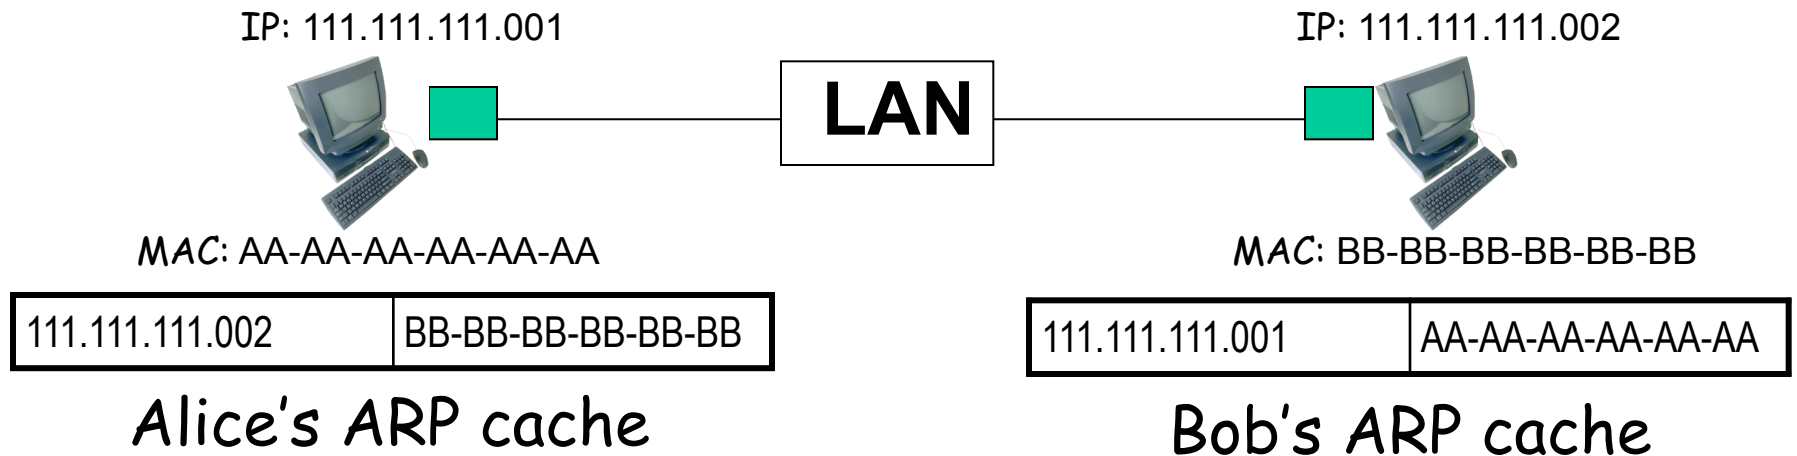 IP: 111.111.111.001
IP: 111.111.111.002
LAN
MAC: AA-AA-AA-AA-AA-AA
MAC: BB-BB-BB-BB-BB-BB
111.111.111.002 BB-BB-BB-BB-BB-BB
111.111.111.001 AA-AA-AA-AA-AA-AA
Alice's ARP cache
Bob's ARP cache